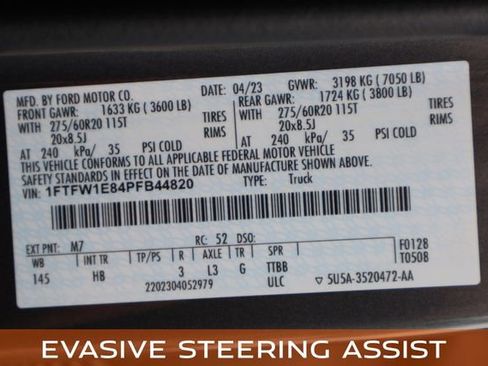 MFD. BY FORD MOTOR CO. DATE: 04/23 GVWR: 3198 KG ( 7050 LB)
FRONT GAWR: 1633 KG ( 3600 LB) REAR GAWR: 1724 KG ( 3800 LB)
WITH 275/60R20 115T TIRES WITH 275/60R20 115T TIRES
20x8.5J RIMS 20x8.5J RIMS
AT 240 kPa/ 35 PSI COLD AT 240 kPa/ 35 PSI COLD
THIS VEHICLE CONFORMS TO ALL APPLICABLE FEDERAL MOTOR VEHICLE
SAFETY STANDARDS IN EFFECT ON THE DATE OF MANUFACTURE SHOWN ABOVE.
VIN: 1FTFW1E84PFB44820 TYPE: Truck
EXT PNT: M7 RC: 52 DSO: F0128
WB INT TR TP/PS R AXLE TR SPR T0508
145 HB 3 L3 G TTBB
2202304052979 ULC 5U5A-3520472-AA
EVASIVE STEERING ASSIST